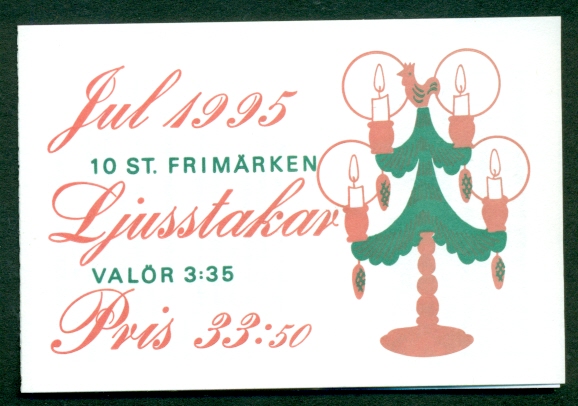 Jul 1995
10 ST. FRIMÄRKEN
Ljusstakar
VALÖR 3:35
Pris 33:50